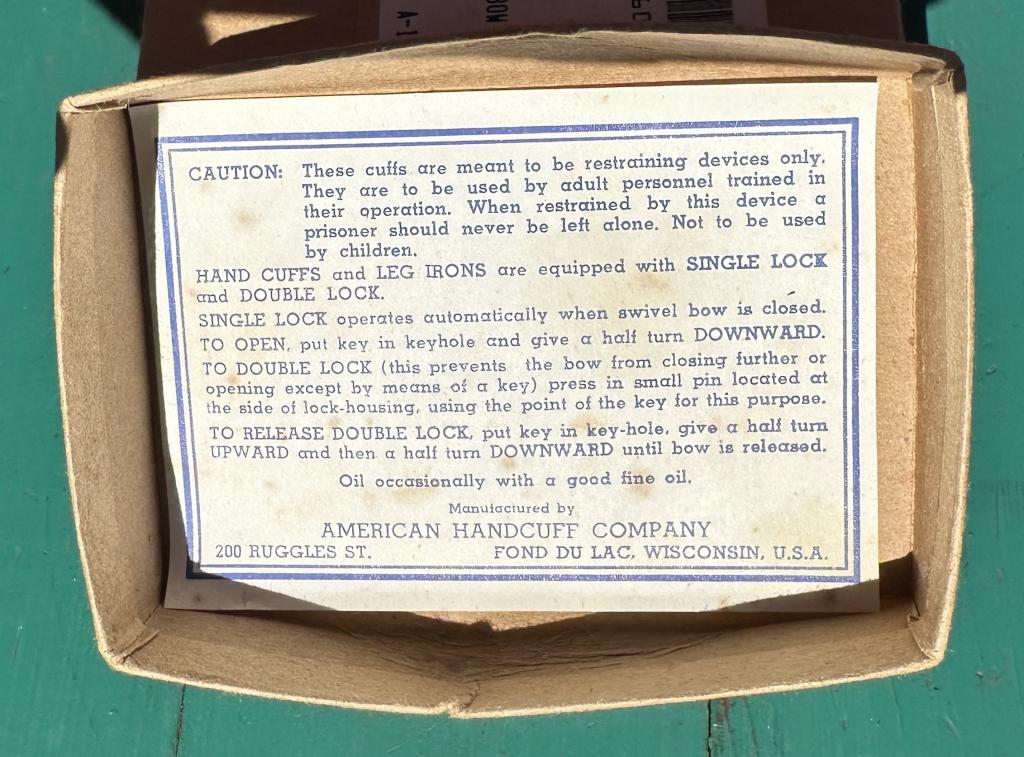 A-1
CAUTION: These cuffs are meant to be restraining devices only.
They are to be used by adult personnel trained in
their operation. When restrained by this device a
prisoner should never be left alone. Not to be used
by children.
HAND CUFFS and LEG IRONS are equipped with SINGLE LOCK
and DOUBLE LOCK.
SINGLE LOCK operates automatically when swivel bow is closed.
TO OPEN, put key in keyhole and give a half turn DOWNWARD.
TO DOUBLE LOCK (this prevents the bow from closing further or
opening except by means of a key) press in small pin located at
the side of lock-housing, using the point of the key for this purpose.
TO RELEASE DOUBLE LOCK, put key in key-hole, give a half turn
UPWARD and then a half turn DOWNWARD until bow is released.
Oil occasionally with a good fine oil.
Manufactured by
AMERICAN HANDCUFF COMPANY
200 RUGGLES ST. FOND DU LAC, WISCONSIN, U.S.A.